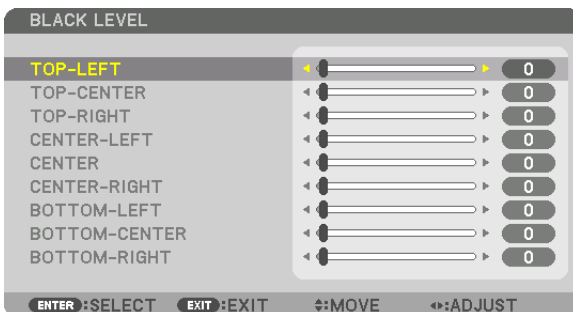 BLACK LEVEL
TOP-LEFT 0
TOP-CENTER 0
TOP-RIGHT 0
CENTER-LEFT 0
CENTER 0
CENTER-RIGHT 0
BOTTOM-LEFT 0
BOTTOM-CENTER 0
BOTTOM-RIGHT 0
ENTER:SELECT EXIT:EXIT :MOVE :ADJUST